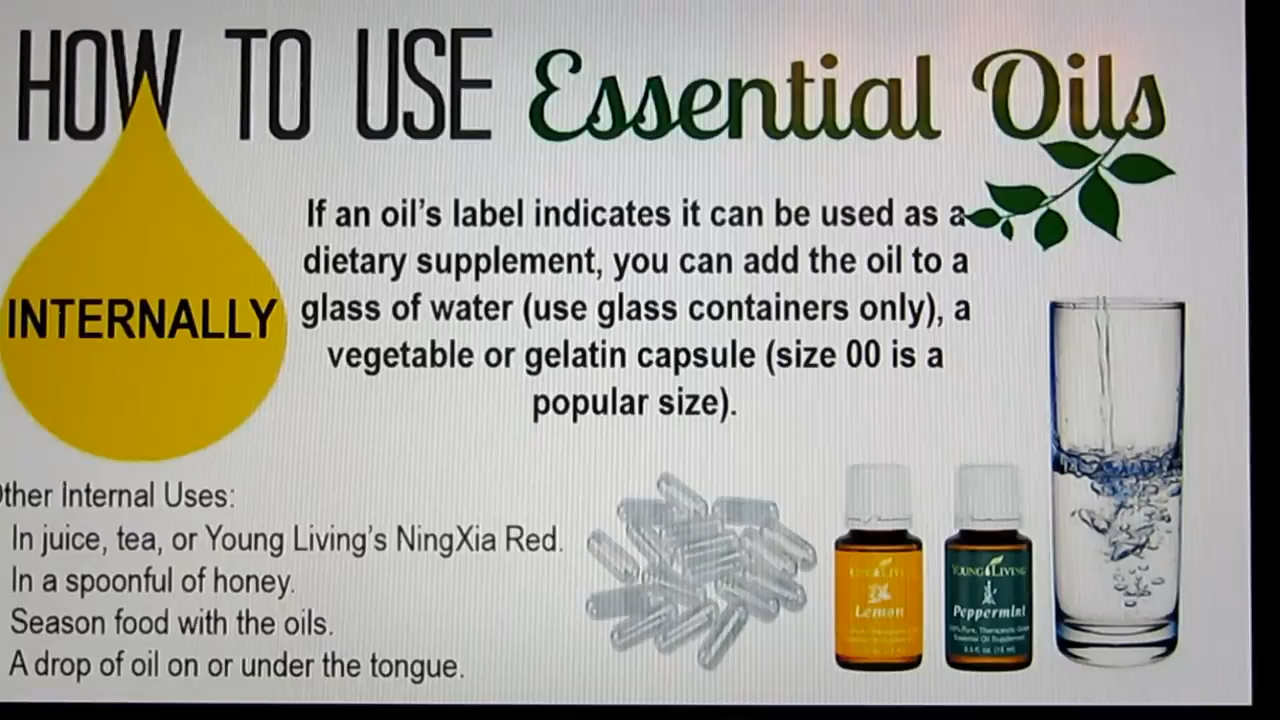 HOW TO USE Essential Oils
INTERNALLY
If an oil's label indicates it can be used as a
dietary supplement, you can add the oil to a
glass of water (use glass containers only), a
vegetable or gelatin capsule (size 00 is a
popular size).
Other Internal Uses:
In juice, tea, or Young Living's NingXia Red.
In a spoonful of honey.
Season food with the oils.
A drop of oil on or under the tongue.
Lemon
YOUNG LIVING
Peppermint